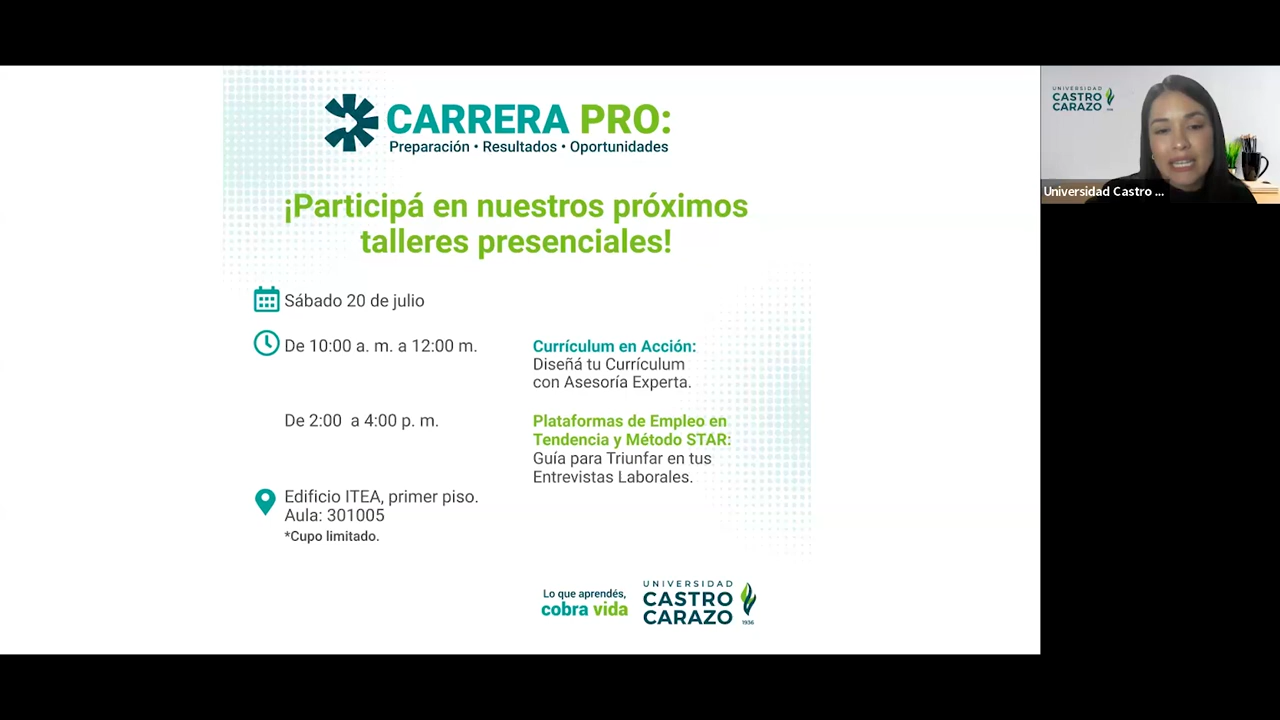 CARRERA PRO:
Preparación • Resultados • Oportunidades
¡Participá en nuestros próximos
talleres presenciales!
Sábado 20 de julio
De 10:00 a. m. a 12:00 m.
Currículum en Acción:
Diseñá tu Currículum
con Asesoría Experta.
De 2:00 a 4:00 p. m.
Plataformas de Empleo en
Tendencia y Método STAR:
Guía para Triunfar en tus
Entrevistas Laborales.
Edificio ITEA, primer piso.
Aula: 301005
*Cupo limitado.
Lo que aprendés,
cobra vida
UNIVERSIDAD
CASTRO
CARAZO
1936
UNIVERSIDAD
CASTRO
CARAZO
Universidad Castro ...